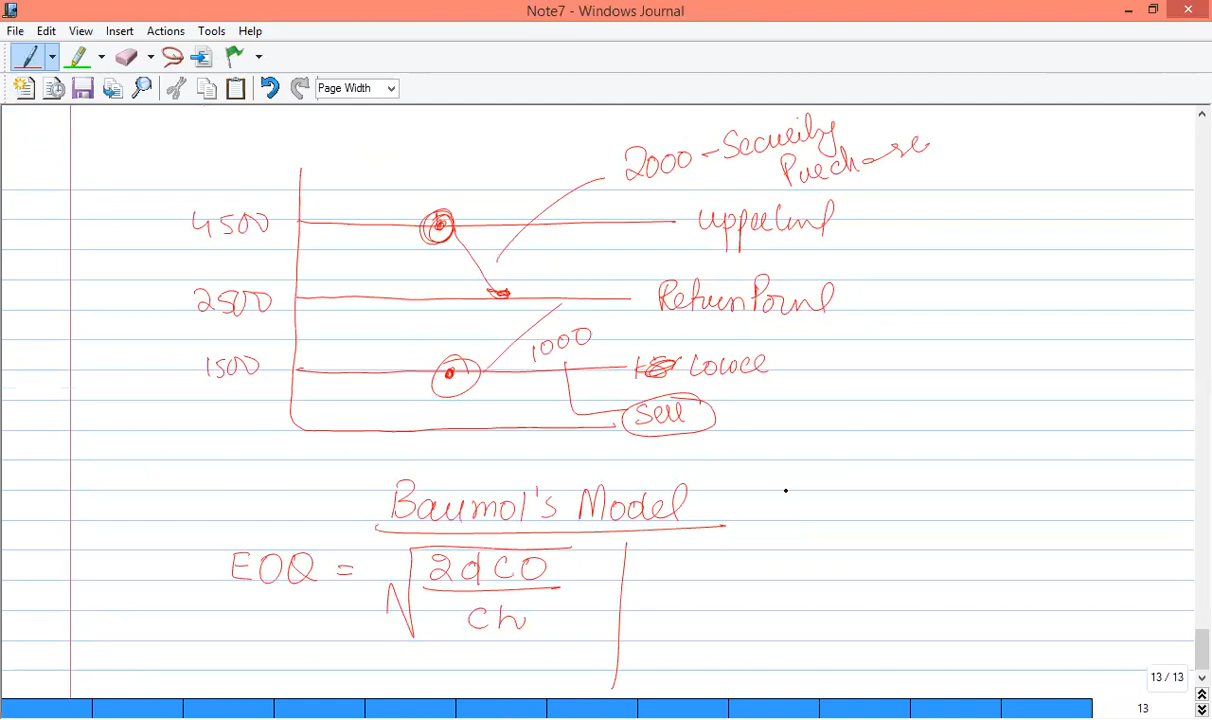 Note7 - Windows Journal
File Edit View Insert Actions Tools Help
Page Width
2000 - Security
Purchase
4500 upper limit
2500 Return Point
1000
1500 Lower
Sell
Baumol's Model
EOQ = √ 2dCO
Ch
13 / 13
13